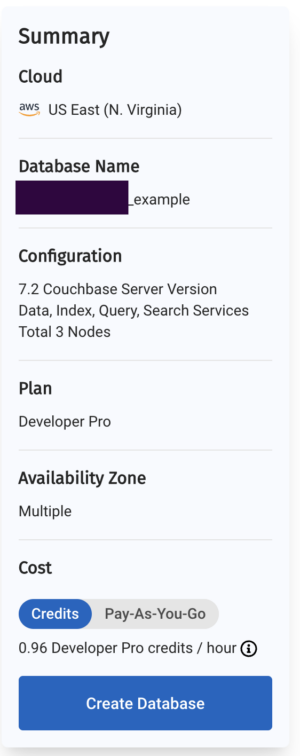 Summary
Cloud
aws US East (N. Virginia)
Database Name
_example
Configuration
7.2 Couchbase Server Version
Data, Index, Query, Search Services
Total 3 Nodes
Plan
Developer Pro
Availability Zone
Multiple
Cost
Credits Pay-As-You-Go
0.96 Developer Pro credits / hour
Create Database